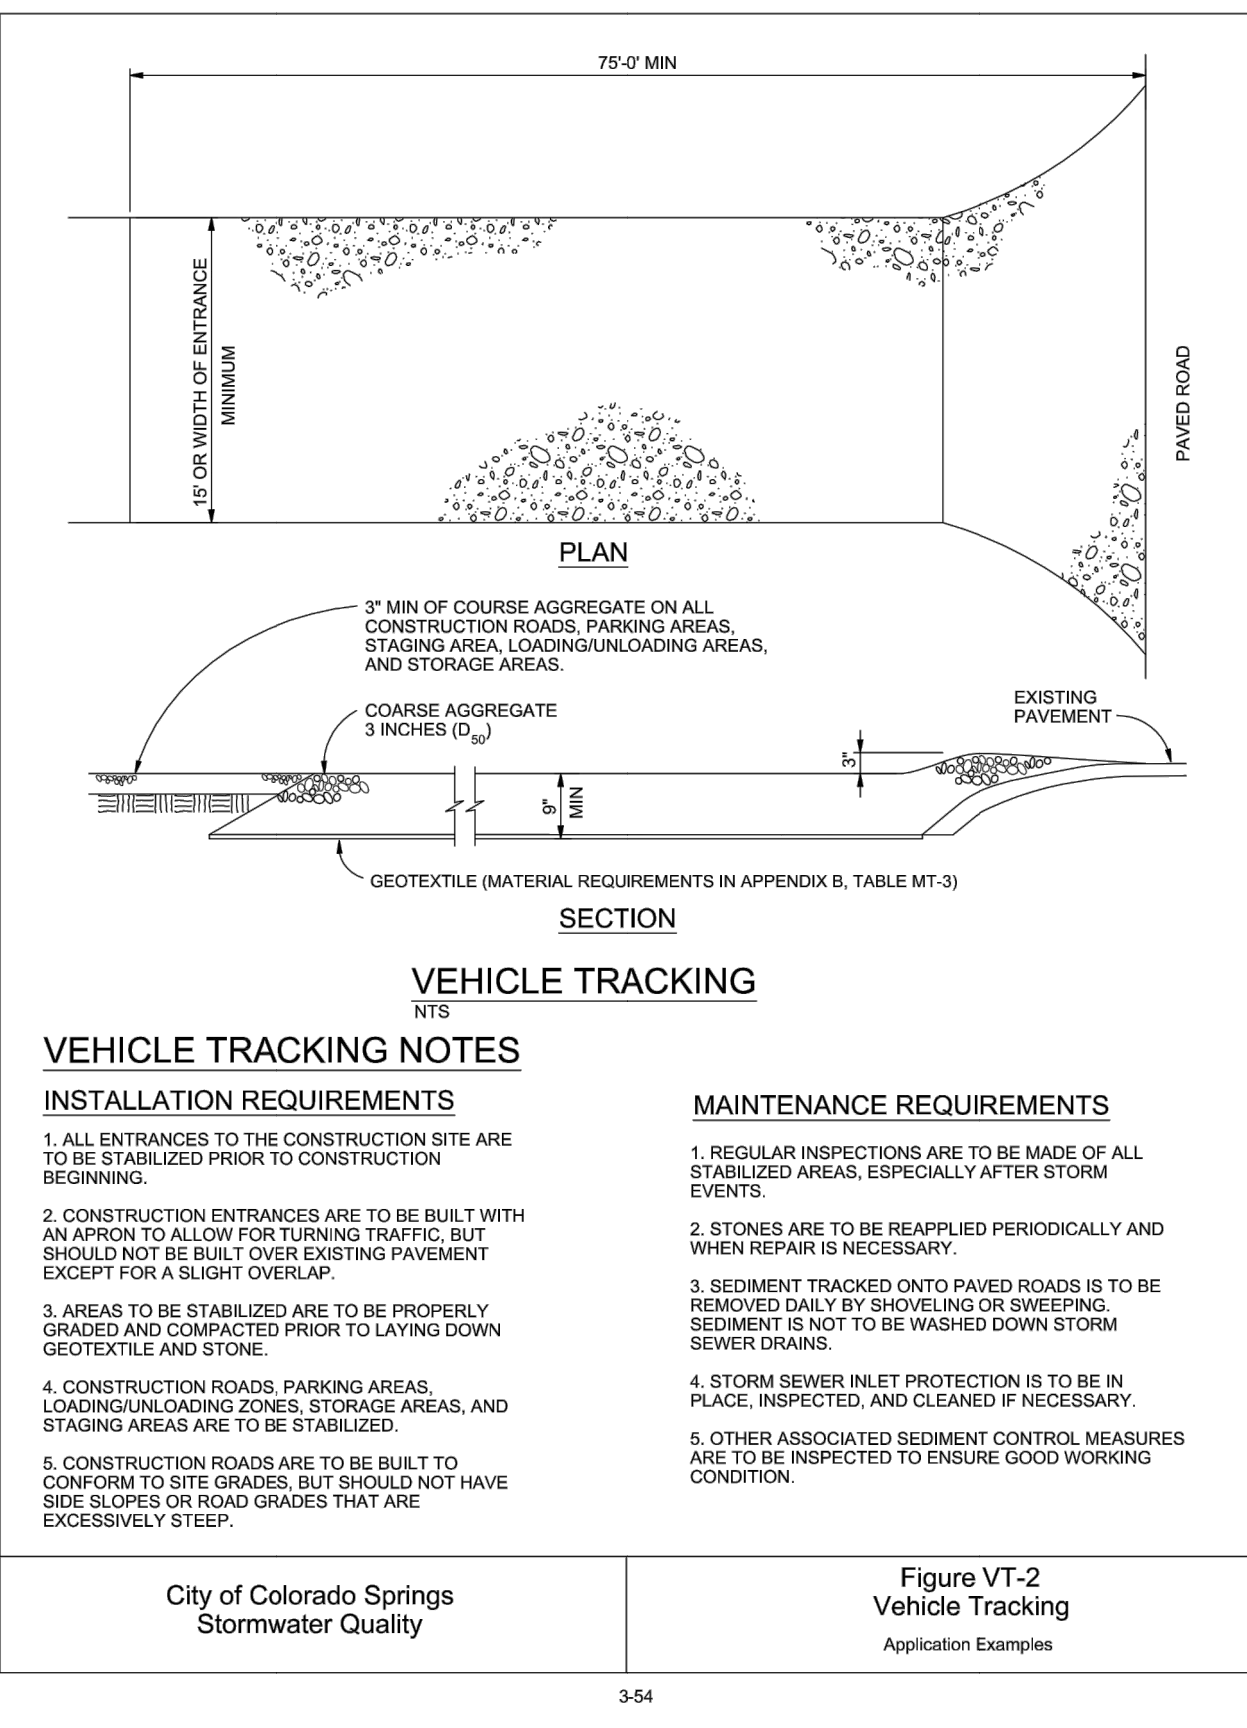 75'-0' MIN
15' OR WIDTH OF ENTRANCE
MINIMUM
PAVED ROAD
PLAN
3" MIN OF COURSE AGGREGATE ON ALL
CONSTRUCTION ROADS, PARKING AREAS,
STAGING AREA, LOADING/UNLOADING AREAS,
AND STORAGE AREAS.
COARSE AGGREGATE
3 INCHES (D50)
EXISTING
PAVEMENT
3"
9"
MIN
GEOTEXTILE (MATERIAL REQUIREMENTS IN APPENDIX B, TABLE MT-3)
SECTION
VEHICLE TRACKING
NTS
VEHICLE TRACKING NOTES
INSTALLATION REQUIREMENTS
1. ALL ENTRANCES TO THE CONSTRUCTION SITE ARE
TO BE STABILIZED PRIOR TO CONSTRUCTION
BEGINNING.
2. CONSTRUCTION ENTRANCES ARE TO BE BUILT WITH
AN APRON TO ALLOW FOR TURNING TRAFFIC, BUT
SHOULD NOT BE BUILT OVER EXISTING PAVEMENT
EXCEPT FOR A SLIGHT OVERLAP.
3. AREAS TO BE STABILIZED ARE TO BE PROPERLY
GRADED AND COMPACTED PRIOR TO LAYING DOWN
GEOTEXTILE AND STONE.
4. CONSTRUCTION ROADS, PARKING AREAS,
LOADING/UNLOADING ZONES, STORAGE AREAS, AND
STAGING AREAS ARE TO BE STABILIZED.
5. CONSTRUCTION ROADS ARE TO BE BUILT TO
CONFORM TO SITE GRADES, BUT SHOULD NOT HAVE
SIDE SLOPES OR ROAD GRADES THAT ARE
EXCESSIVELY STEEP.
MAINTENANCE REQUIREMENTS
1. REGULAR INSPECTIONS ARE TO BE MADE OF ALL
STABILIZED AREAS, ESPECIALLY AFTER STORM
EVENTS.
2. STONES ARE TO BE REAPPLIED PERIODICALLY AND
WHEN REPAIR IS NECESSARY.
3. SEDIMENT TRACKED ONTO PAVED ROADS IS TO BE
REMOVED DAILY BY SHOVELING OR SWEEPING.
SEDIMENT IS NOT TO BE WASHED DOWN STORM
SEWER DRAINS.
4. STORM SEWER INLET PROTECTION IS TO BE IN
PLACE, INSPECTED, AND CLEANED IF NECESSARY.
5. OTHER ASSOCIATED SEDIMENT CONTROL MEASURES
ARE TO BE INSPECTED TO ENSURE GOOD WORKING
CONDITION.
City of Colorado Springs
Stormwater Quality
Figure VT-2
Vehicle Tracking
Application Examples
3-54